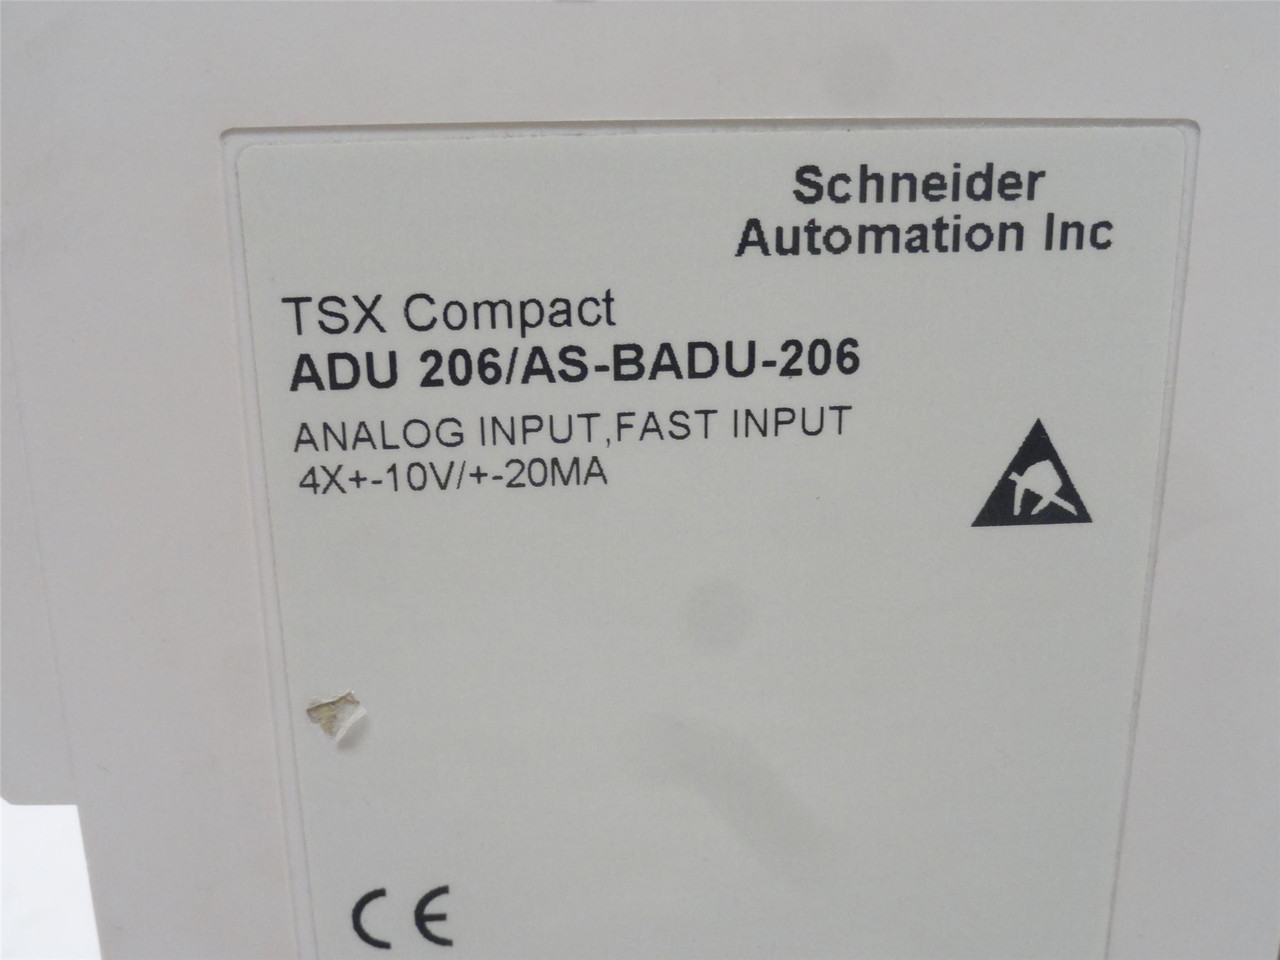 Schneider
Automation Inc
TSX Compact
ADU 206/AS-BADU-206
ANALOG INPUT,FAST INPUT
4X+-10V/+-20MA
CE